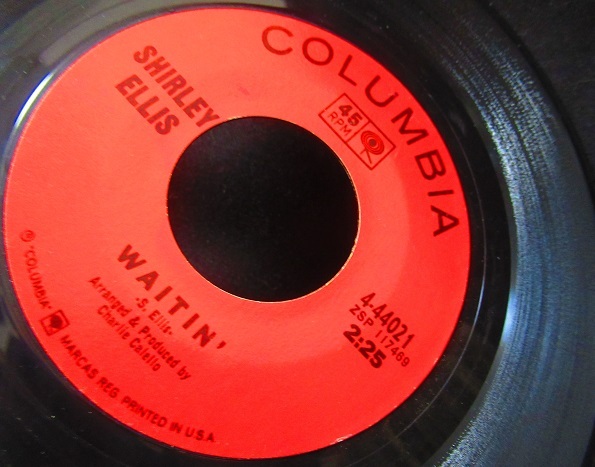 COLUMBIA
SHIRLEY
ELLIS
45
RPM
WAITIN'
-S. Ellis-
Arranged & Produced by
Charlie Calello
4-44021
ZSP 117469
2:25
® "COLUMBIA" MARCAS REG. PRINTED IN U.S.A.